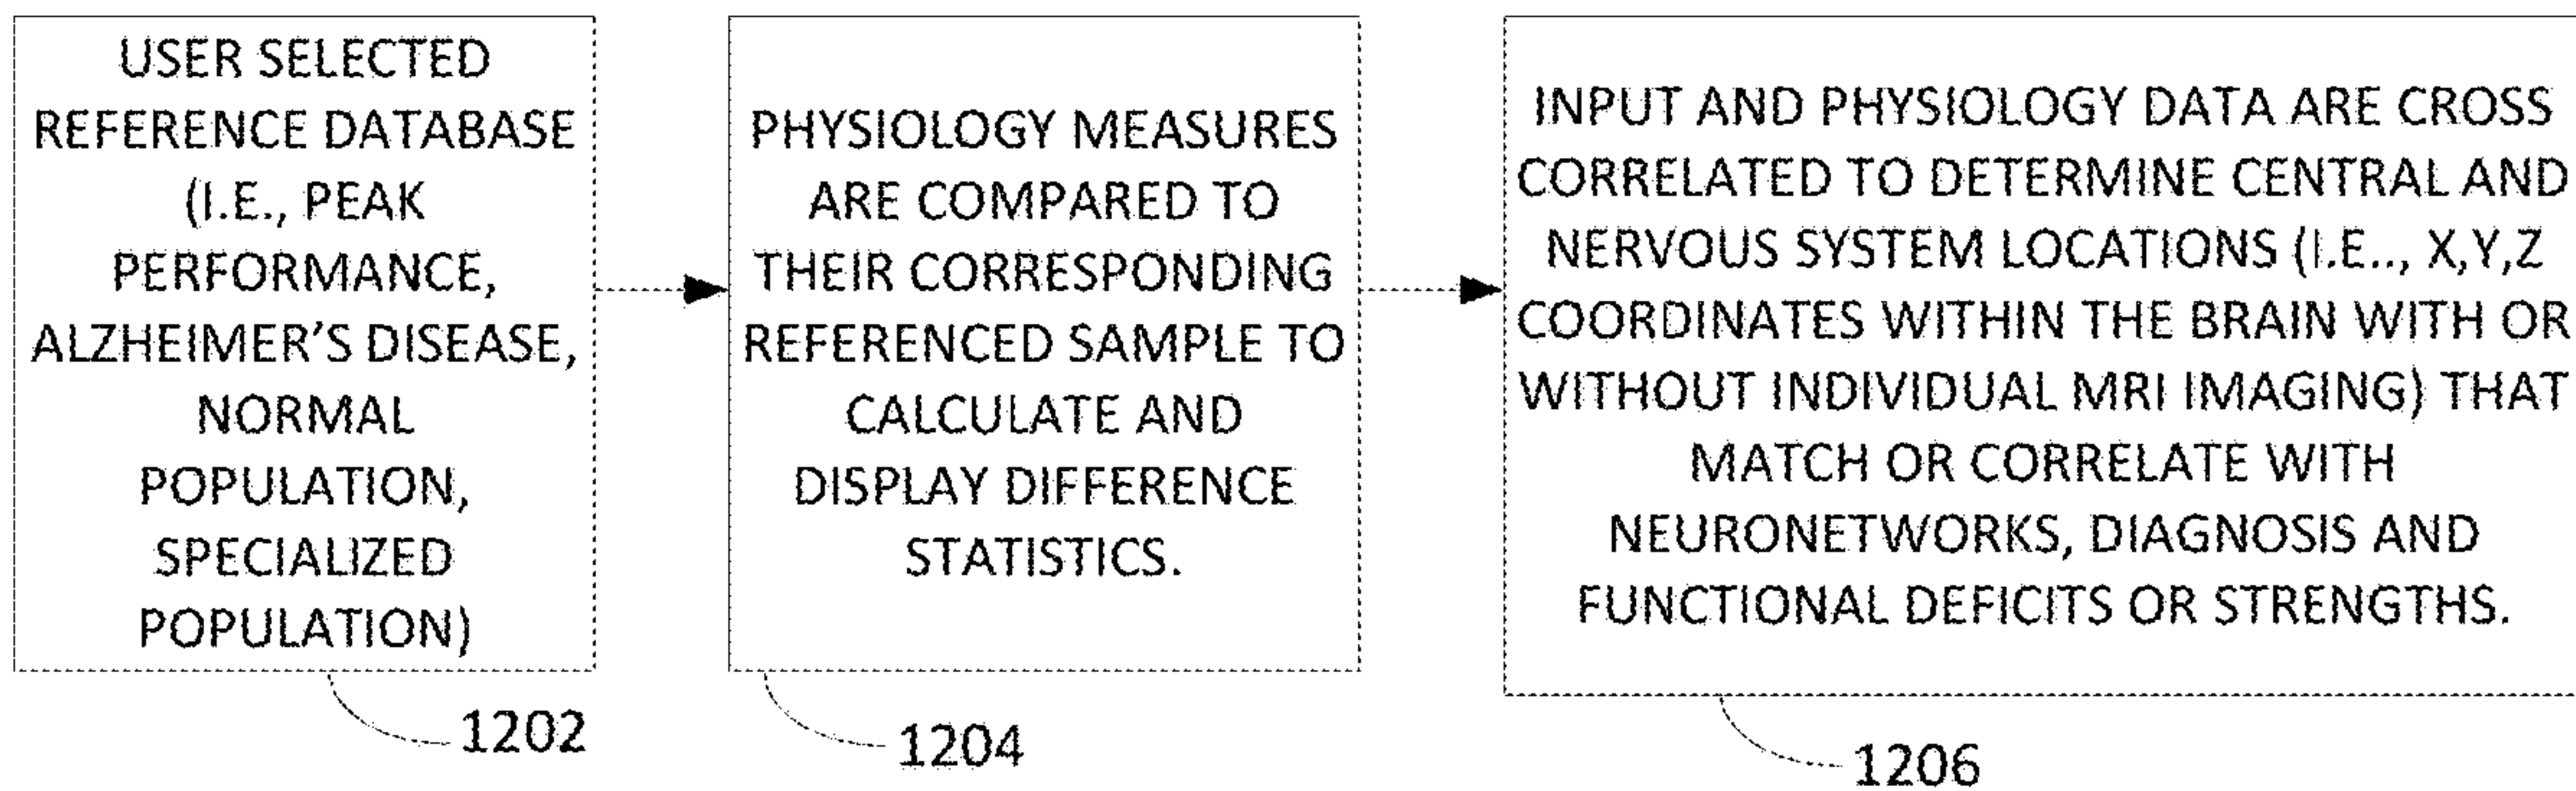 USER SELECTED
REFERENCE DATABASE
(I.E., PEAK
PERFORMANCE,
ALZHEIMER'S DISEASE,
NORMAL
POPULATION,
SPECIALIZED
POPULATION)
1202
PHYSIOLOGY MEASURES
ARE COMPARED TO
THEIR CORRESPONDING
REFERENCED SAMPLE TO
CALCULATE AND
DISPLAY DIFFERENCE
STATISTICS.
1204
INPUT AND PHYSIOLOGY DATA ARE CROSS
CORRELATED TO DETERMINE CENTRAL AND
NERVOUS SYSTEM LOCATIONS (I.E.., X,Y,Z
COORDINATES WITHIN THE BRAIN WITH OR
WITHOUT INDIVIDUAL MRI IMAGING) THAT
MATCH OR CORRELATE WITH
NEURONETWORKS, DIAGNOSIS AND
FUNCTIONAL DEFICITS OR STRENGTHS.
1206